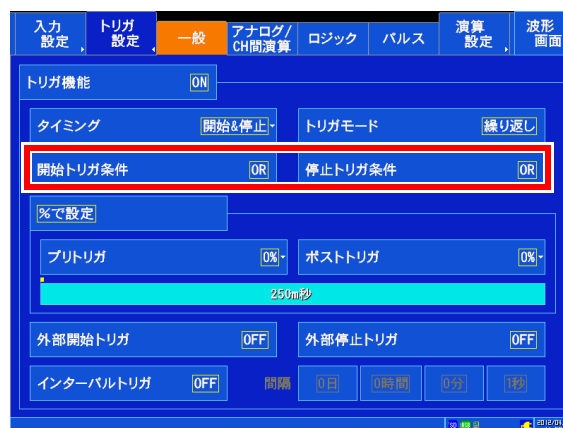 入力 トリガ 一般 アナログ/ ロジック パルス 演算 波形
設定 設定 CH間演算 設定 画面
トリガ機能 ON
タイミング 開始&停止 トリガモード 繰り返し
開始トリガ条件 OR 停止トリガ条件 OR
%で設定
プリトリガ 0% ポストトリガ 0%
250m秒
外部開始トリガ OFF 外部停止トリガ OFF
インターバルトリガ OFF 間隔 0日 0時間 0分 1秒